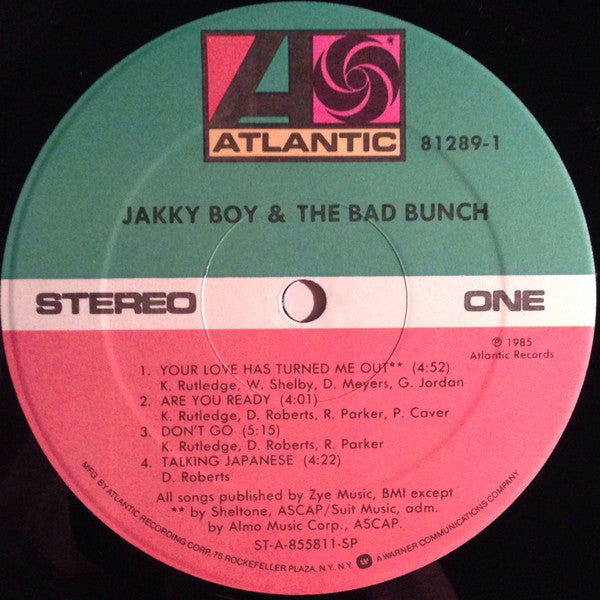 ATLANTIC
81289-1
JAKKY BOY & THE BAD BUNCH
STEREO
ONE
℗ 1985
Atlantic Records
1. YOUR LOVE HAS TURNED ME OUT** (4:52)
K. Rutledge, W. Shelby, D. Meyers, G. Jordan
2. ARE YOU READY (4:01)
K. Rutledge, D. Roberts, R. Parker, P. Caver
3. DON'T GO (5:15)
K. Rutledge, D. Roberts, R. Parker
4. TALKING JAPANESE (4:22)
D. Roberts
All songs published by Zye Music, BMI except
** by Sheltone, ASCAP/Suit Music, adm.
by Almo Music Corp., ASCAP.
ST-A-855811-SP
MFG. BY ATLANTIC RECORDING CORP. 75 ROCKEFELLER PLAZA, N.Y. N.Y. A WARNER COMMUNICATIONS COMPANY